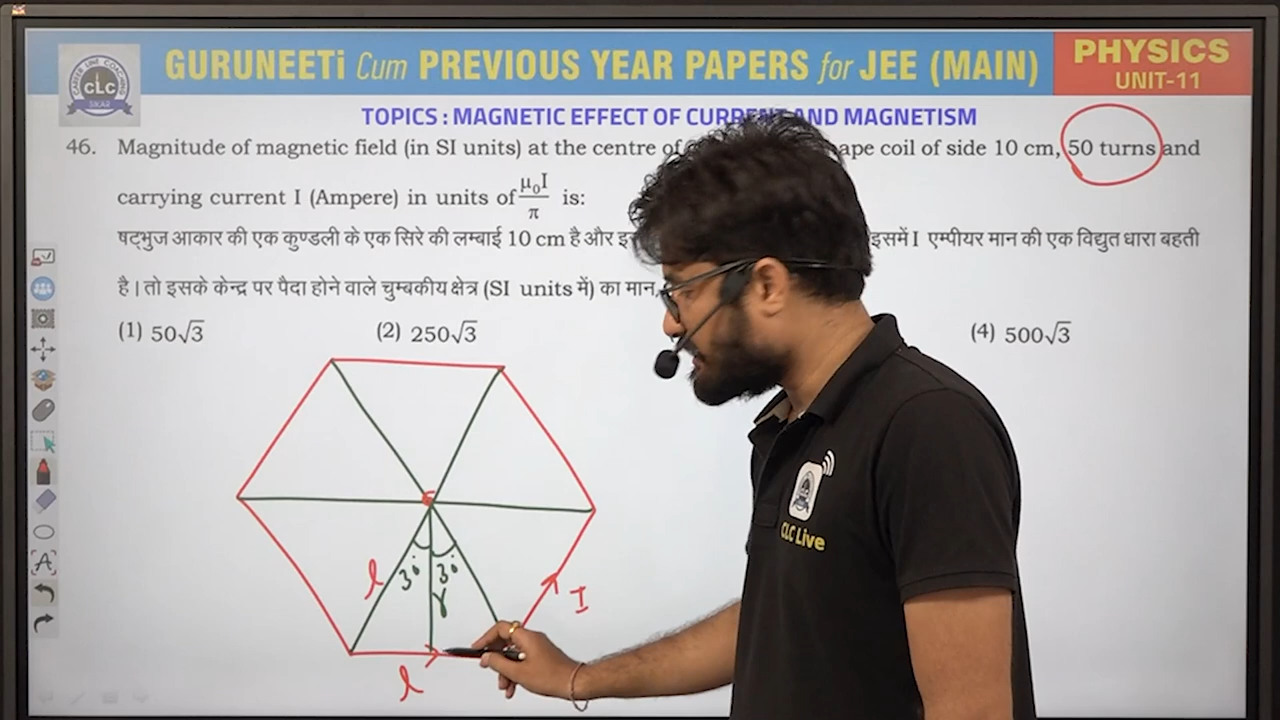 GURUNEETi Cum PREVIOUS YEAR PAPERS for JEE (MAIN)
PHYSICS
UNIT-11
CLC
SIKAR
TOPICS : MAGNETIC EFFECT OF CURRENT AND MAGNETISM
46. Magnitude of magnetic field (in SI units) at the centre of ape coil of side 10 cm, 50 turns and
carrying current I (Ampere) in units of μ₀I/π is:
षट्भुज आकार की एक कुण्डली के एक सिरे की लम्बाई 10 cm है और इसमें I एम्पीयर मान की एक विद्युत धारा बहती
है। तो इसके केन्द्र पर पैदा होने वाले चुम्बकीय क्षेत्र (SI units में) का मान,
(1) 50√3 (2) 250√3 (4) 500√3
l 30 30
r
I
l
CLC Live